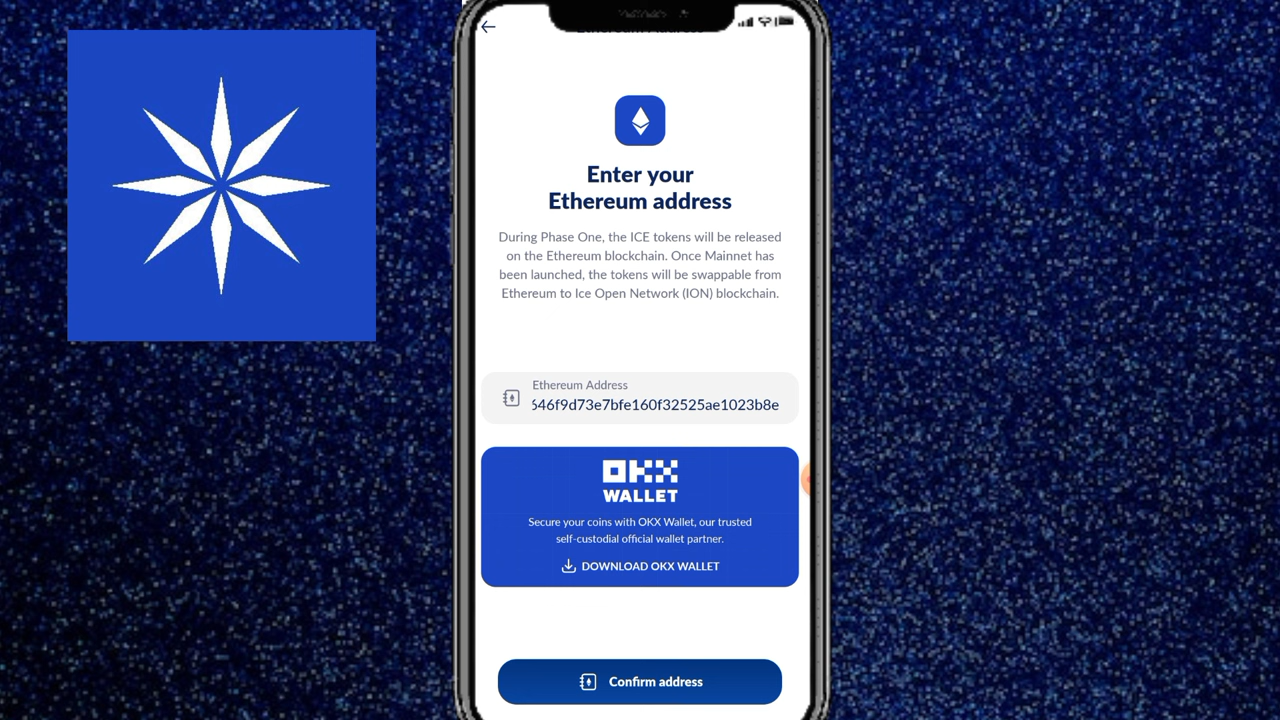 Enter your
Ethereum address
During Phase One, the ICE tokens will be released
on the Ethereum blockchain. Once Mainnet has
been launched, the tokens will be swappable from
Ethereum to Ice Open Network (ION) blockchain.
Ethereum Address
646f9d73e7bfe160f32525ae1023b8e
OKX
WALLET
Secure your coins with OKX Wallet, our trusted
self-custodial official wallet partner.
DOWNLOAD OKX WALLET
Confirm address